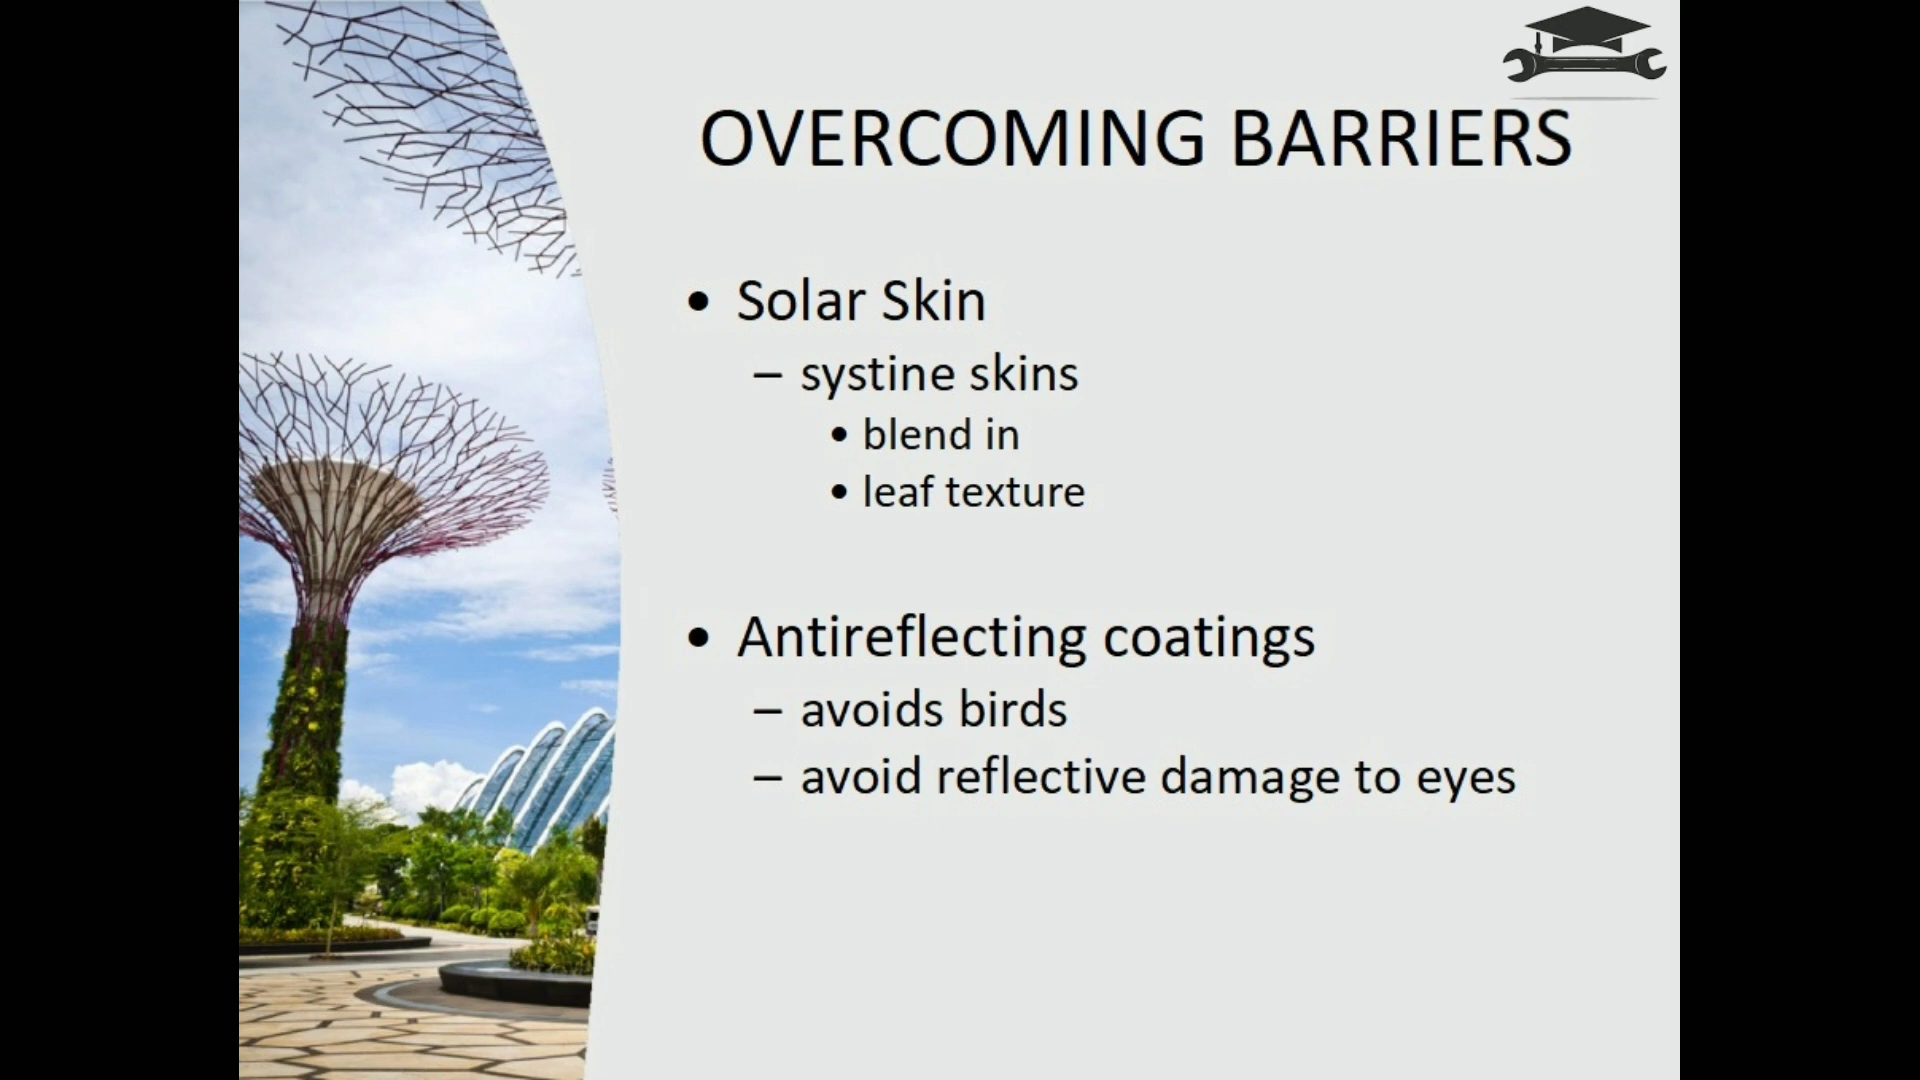 OVERCOMING BARRIERS
• Solar Skin
– systine skins
• blend in
• leaf texture
• Antireflecting coatings
– avoids birds
– avoid reflective damage to eyes